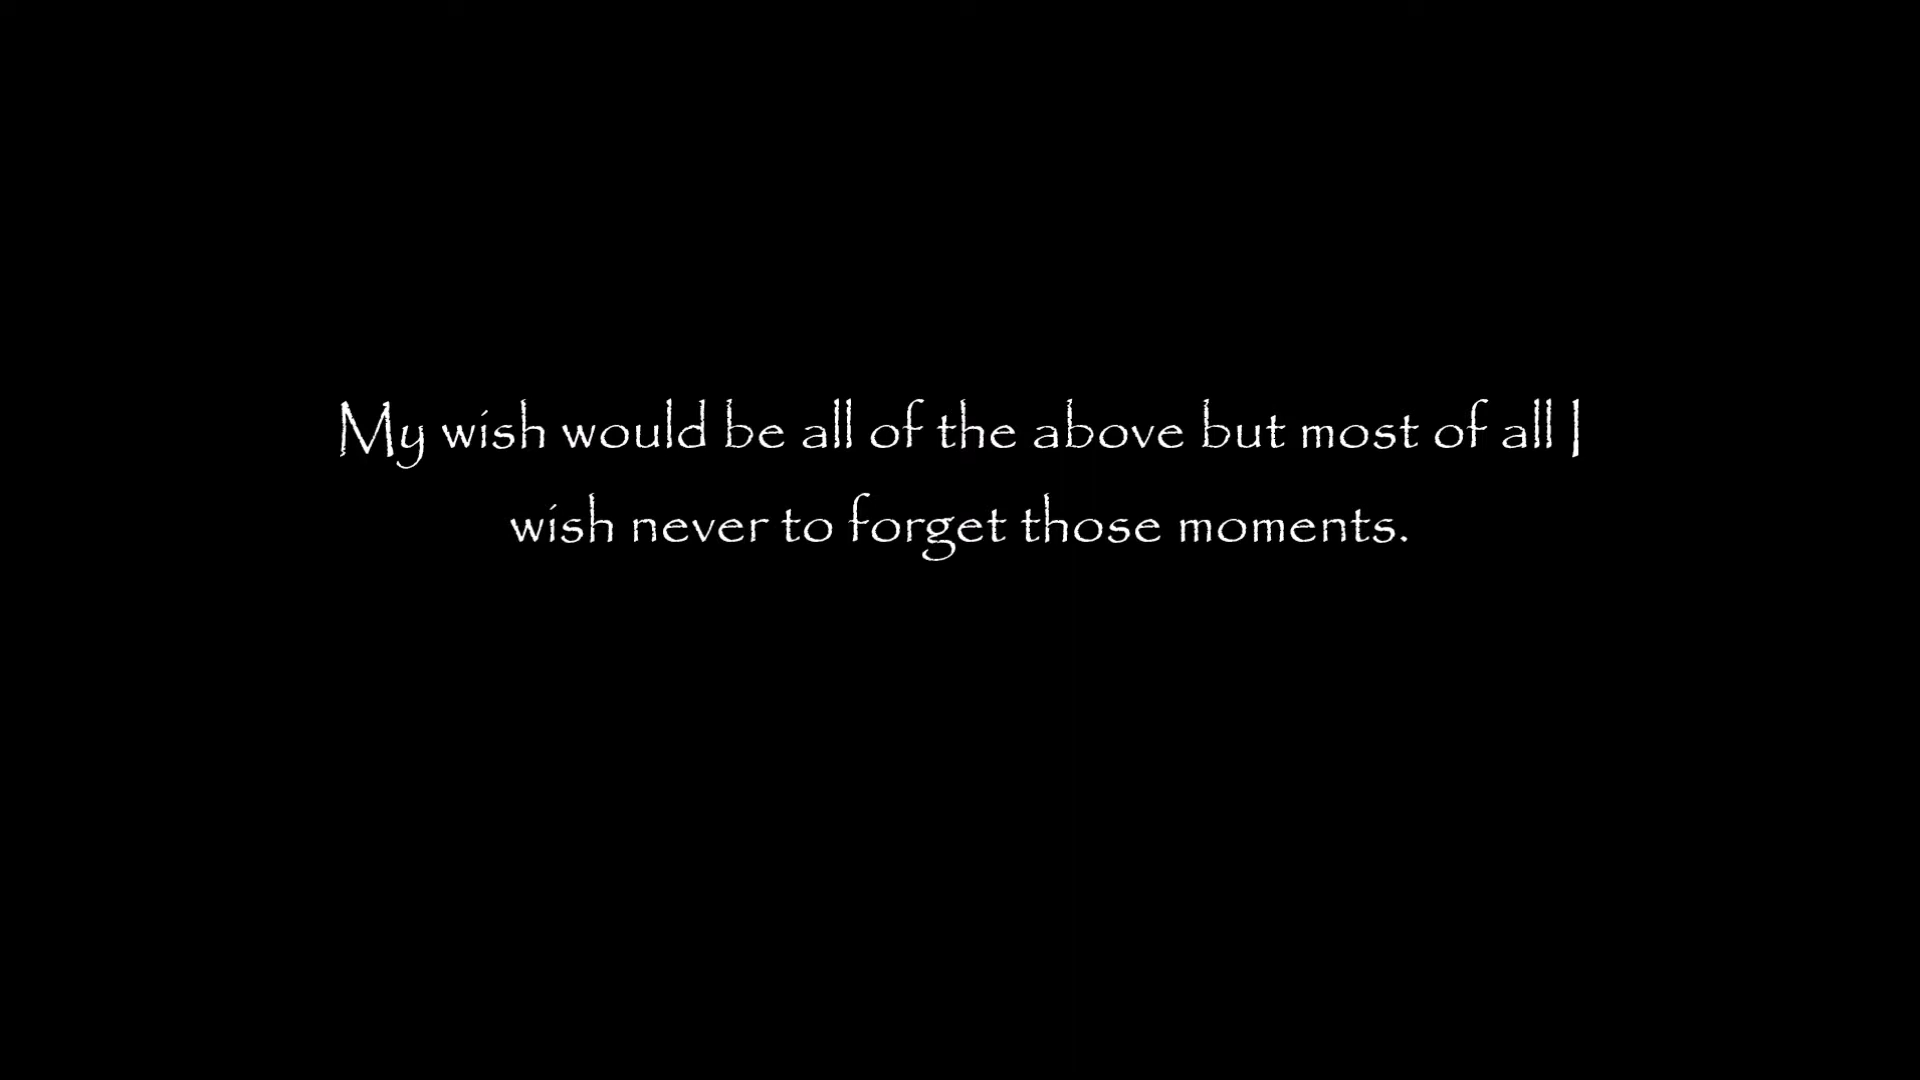 My wish would be all of the above but most of all I
wish never to forget those moments.